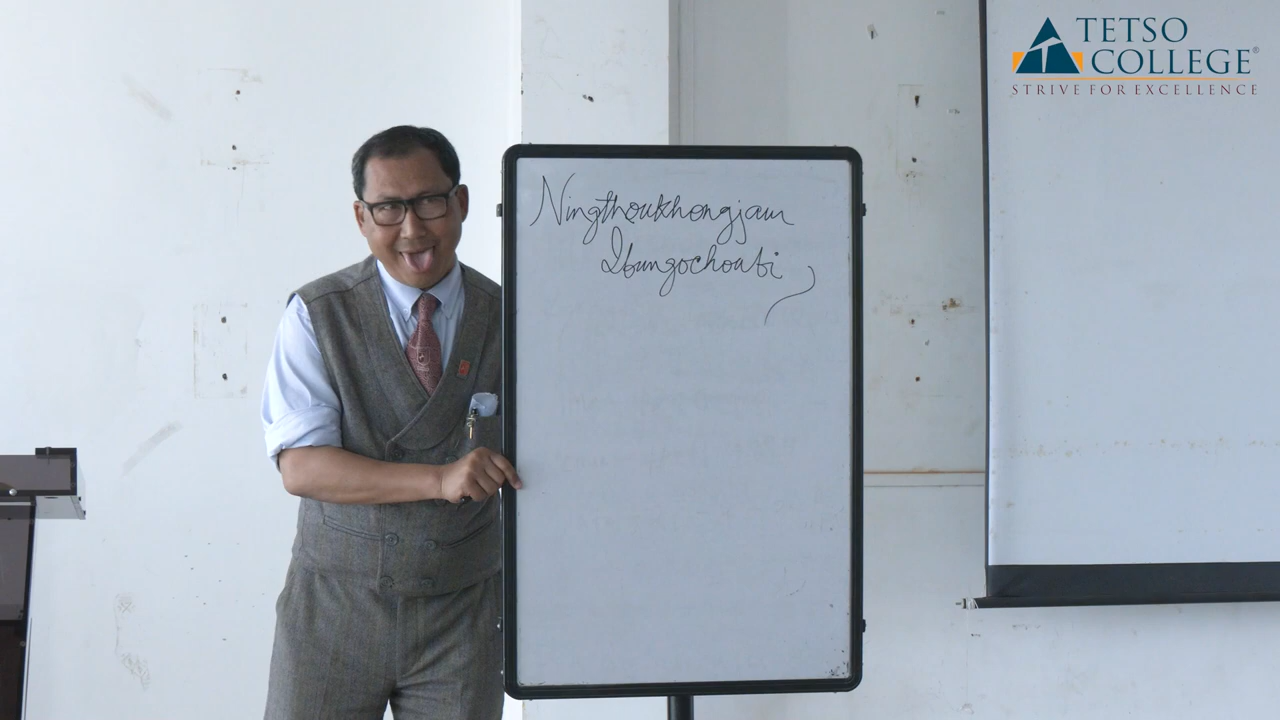 TETSO
COLLEGE®
STRIVE FOR EXCELLENCE
Ningthoukhongjam
Ibungochoubi